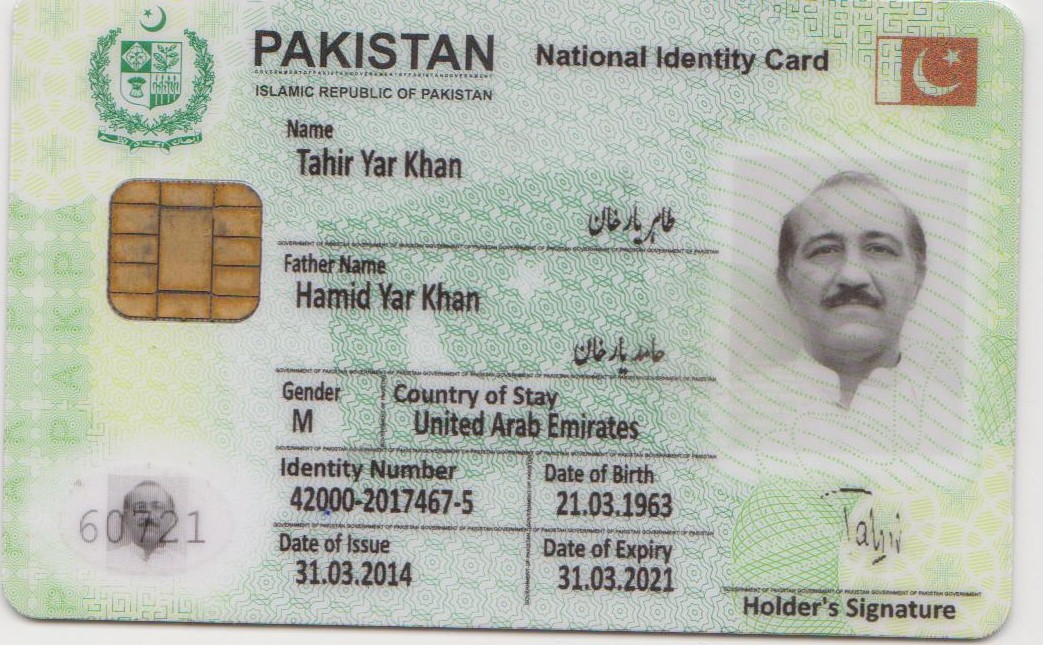 PAKISTAN
National Identity Card
ISLAMIC REPUBLIC OF PAKISTAN
Name
Tahir Yar Khan
طاہر یار خان
Father Name
Hamid Yar Khan
حامد یار خان
Gender
Country of Stay
M
United Arab Emirates
Identity Number
Date of Birth
42000-2017467-5
21.03.1963
Date of Issue
Date of Expiry
31.03.2014
31.03.2021
Tahir
Holder's Signature